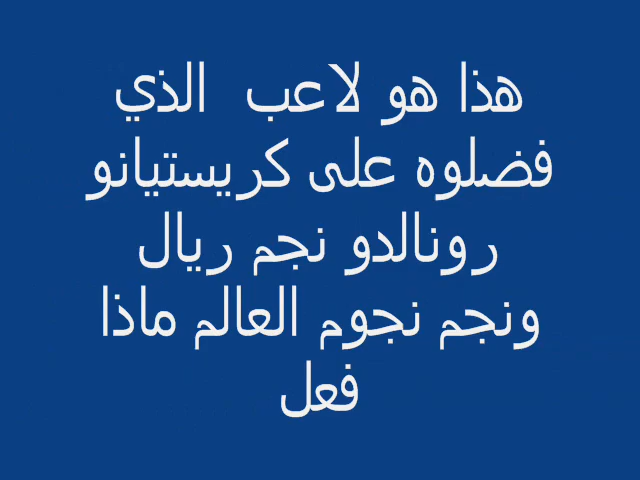 هذا هو لاعب الذي
فضلوه على كريستيانو
رونالدو نجم ريال
ونجم نجوم العالم ماذا
فعل